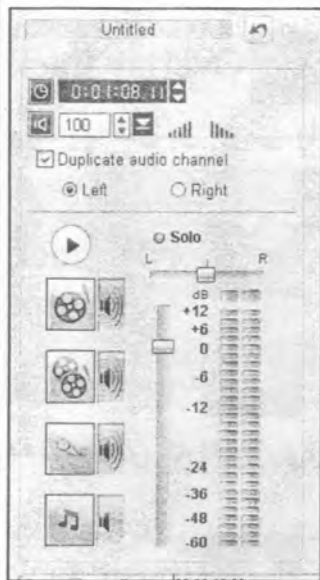 Untitled
0:01:08.11
100
Duplicate audio channel
Left Right
Solo
L R
dB
+12
+6
0
-6
-12
-24
-36
-48
-60